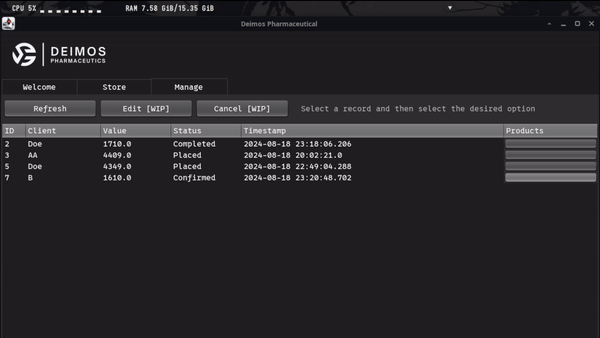 CPU 5% RAM 7.58 GiB/15.35 GiB
Deimos Pharmaceutical
DEIMOS
PHARMACEUTICS
Welcome Store Manage
Refresh Edit [WIP] Cancel [WIP] Select a record and then select the desired option
ID Client Value Status Timestamp Products
2 Doe 1710.0 Completed 2024-08-18 23:18:06.206
3 AA 4409.0 Placed 2024-08-18 20:02:21.0
5 Doe 4349.0 Placed 2024-08-18 22:49:04.288
7 B 1610.0 Confirmed 2024-08-18 23:20:48.702